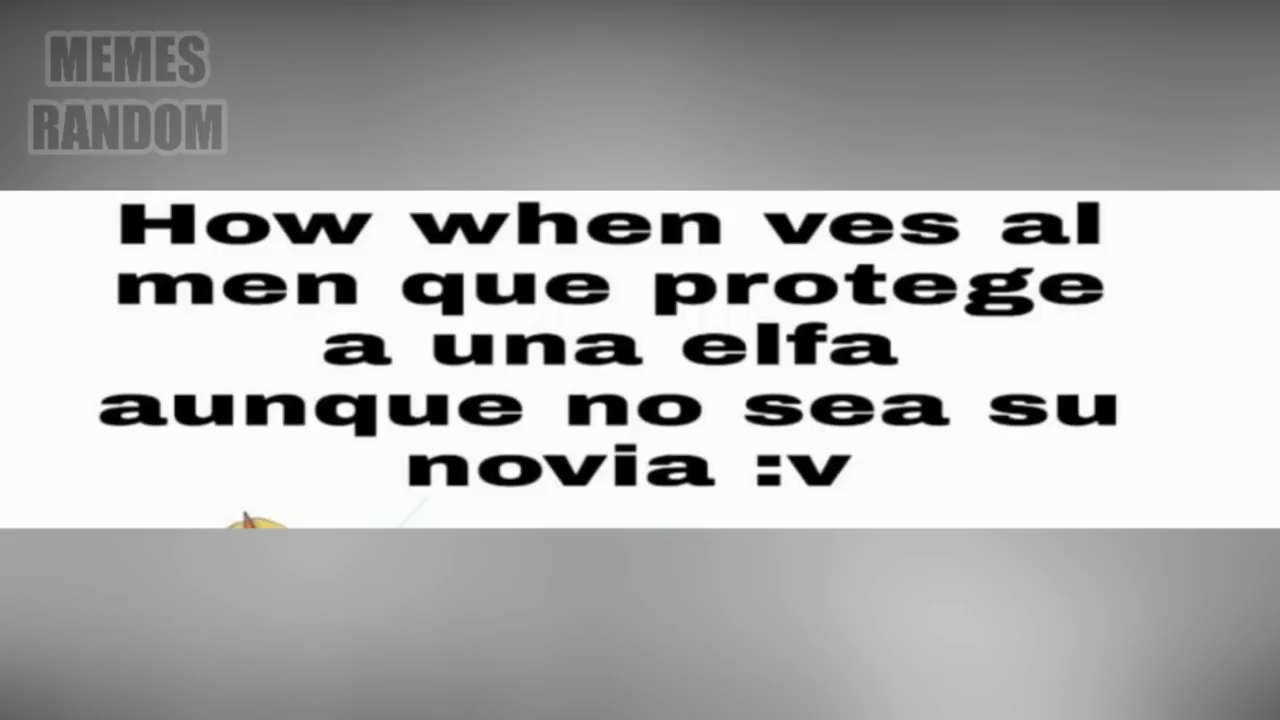 MEMES
RANDOM
How when ves al
men que protege
a una elfa
aunque no sea su
novia :v